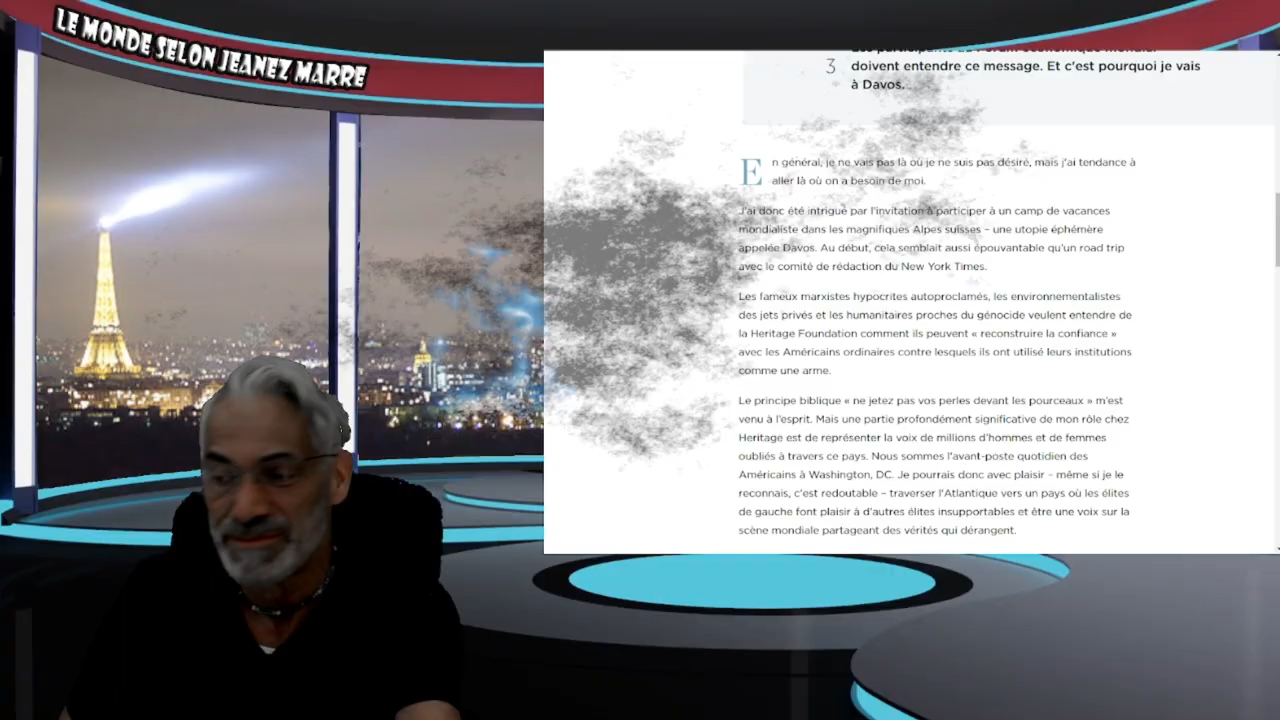 LE MONDE SELON JEANEZ MARRE
3
doivent entendre ce message. Et c'est pourquoi je vais
à Davos.
En général, je ne vais pas là où je ne suis pas désiré, mais j'ai tendance à
aller là où on a besoin de moi.
J'ai donc été intrigué par l'invitation à participer à un camp de vacances
mondialiste dans les magnifiques Alpes suisses – une utopie éphémère
appelée Davos. Au début, cela semblait aussi épouvantable qu'un road trip
avec le comité de rédaction du New York Times.
Les fameux marxistes hypocrites autoproclamés, les environnementalistes
des jets privés et les humanitaires proches du génocide veulent entendre de
la Heritage Foundation comment ils peuvent « reconstruire la confiance »
avec les Américains ordinaires contre lesquels ils ont utilisé leurs institutions
comme une arme.
Le principe biblique « ne jetez pas vos perles devant les pourceaux » m'est
venu à l'esprit. Mais une partie profondément significative de mon rôle chez
Heritage est de représenter la voix de millions d'hommes et de femmes
oubliés à travers ce pays. Nous sommes l'avant-poste quotidien des
Américains à Washington, DC. Je pourrais donc avec plaisir – même si je le
reconnais, c'est redoutable – traverser l'Atlantique vers un pays où les élites
de gauche font plaisir à d'autres élites insupportables et être une voix sur la
scène mondiale partageant des vérités qui dérangent.